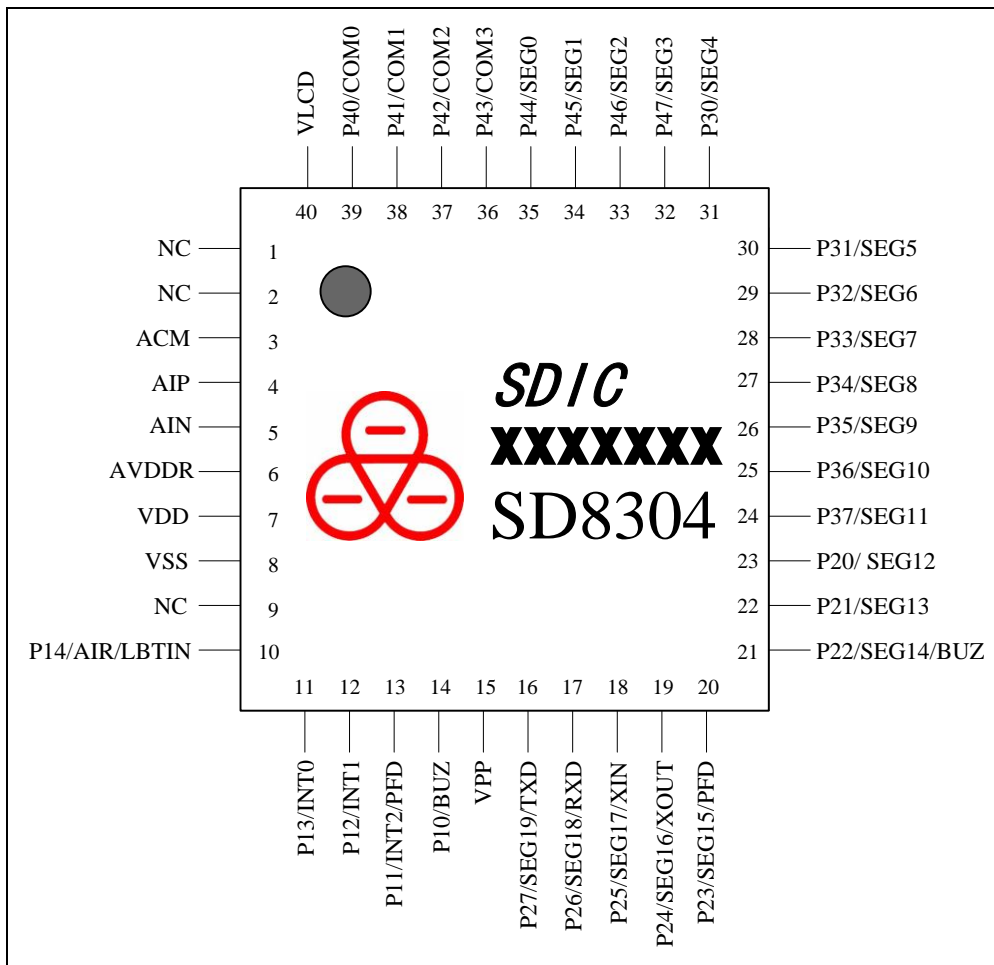 VLCD
P40/COM0
P41/COM1
P42/COM2
P43/COM3
P44/SEG0
P45/SEG1
P46/SEG2
P47/SEG3
P30/SEG4
40 39 38 37 36 35 34 33 32 31
NC 1 30 P31/SEG5
NC 2 29 P32/SEG6
ACM 3 28 P33/SEG7
AIP 4 27 P34/SEG8
AIN 5 26 P35/SEG9
AVDDR 6 25 P36/SEG10
VDD 7 24 P37/SEG11
VSS 8 23 P20/ SEG12
NC 9 22 P21/SEG13
P14/AIR/LBTIN 10 21 P22/SEG14/BUZ
SDIC
XXXXXXX
SD8304
11 12 13 14 15 16 17 18 19 20
P13/INT0
P12/INT1
P11/INT2/PFD
P10/BUZ
VPP
P27/SEG19/TXD
P26/SEG18/RXD
P25/SEG17/XIN
P24/SEG16/XOUT
P23/SEG15/PFD